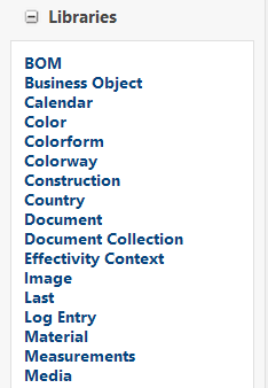 Libraries
BOM
Business Object
Calendar
Color
Colorform
Colorway
Construction
Country
Document
Document Collection
Effectivity Context
Image
Last
Log Entry
Material
Measurements
Media